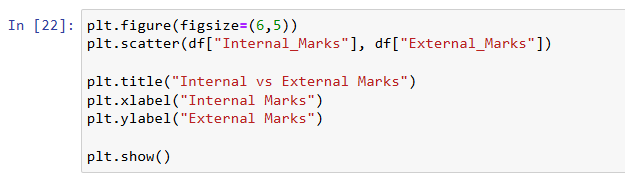 In [22]: plt.figure(figsize=(6,5))
plt.scatter(df["Internal_Marks"], df["External_Marks"])
plt.title("Internal vs External Marks")
plt.xlabel("Internal Marks")
plt.ylabel("External Marks")
plt.show()